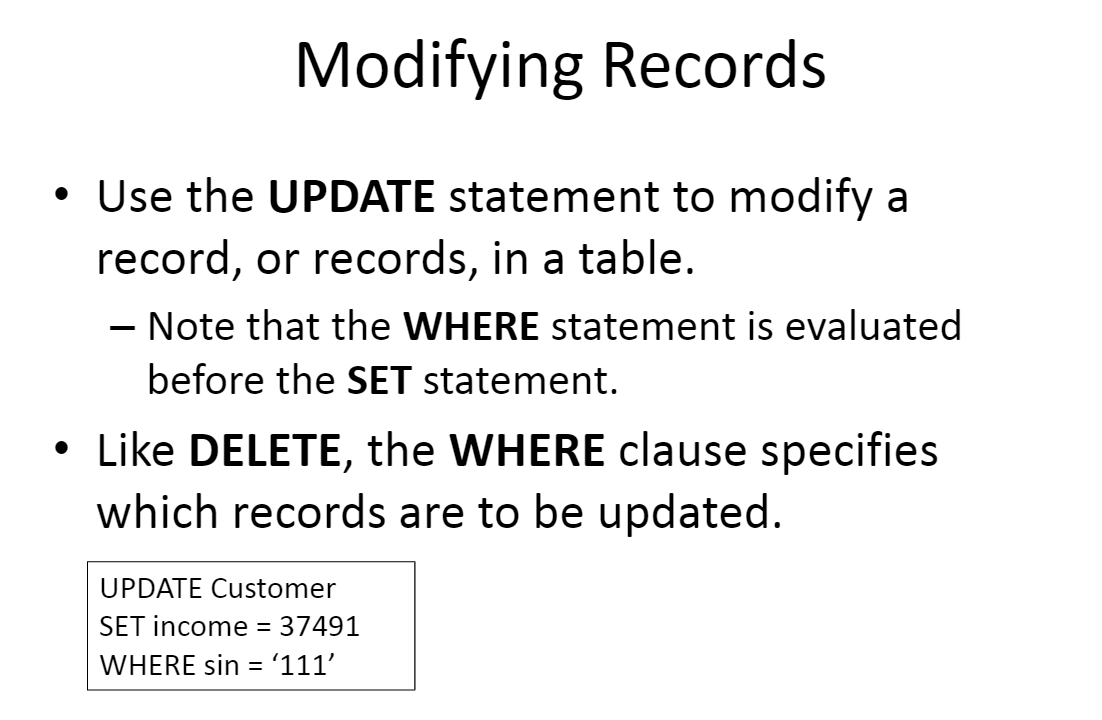 Modifying Records
• Use the UPDATE statement to modify a
record, or records, in a table.
– Note that the WHERE statement is evaluated
before the SET statement.
• Like DELETE, the WHERE clause specifies
which records are to be updated.
UPDATE Customer
SET income = 37491
WHERE sin = ‘111’